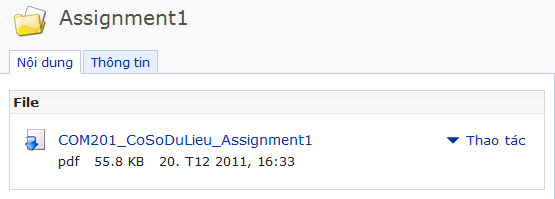 Assignment1
Nội dung Thông tin
File
COM201_CoSoDuLieu_Assignment1 Thao tác
pdf 55.8 KB 20. T12 2011, 16:33